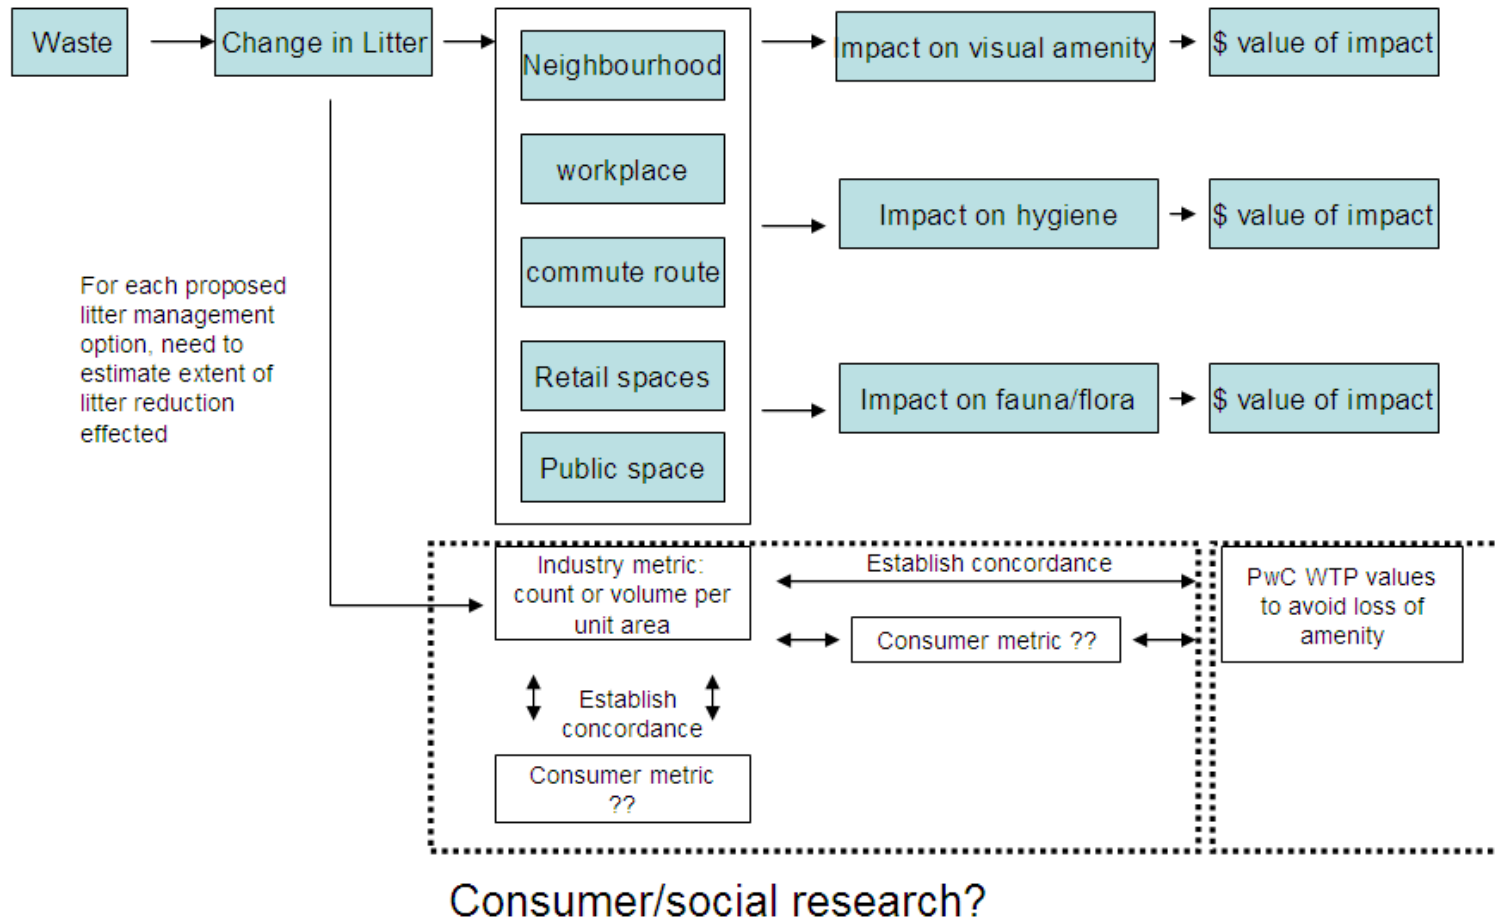 Waste
Change in Litter
Neighbourhood
workplace
commute route
Retail spaces
Public space
Impact on visual amenity
$ value of impact
Impact on hygiene
$ value of impact
Impact on fauna/flora
$ value of impact
For each proposed
litter management
option, need to
estimate extent of
litter reduction
effected
Industry metric:
count or volume per
unit area
Establish concordance
Consumer metric ??
PwC WTP values
to avoid loss of
amenity
Establish
concordance
Consumer metric
??
Consumer/social research?